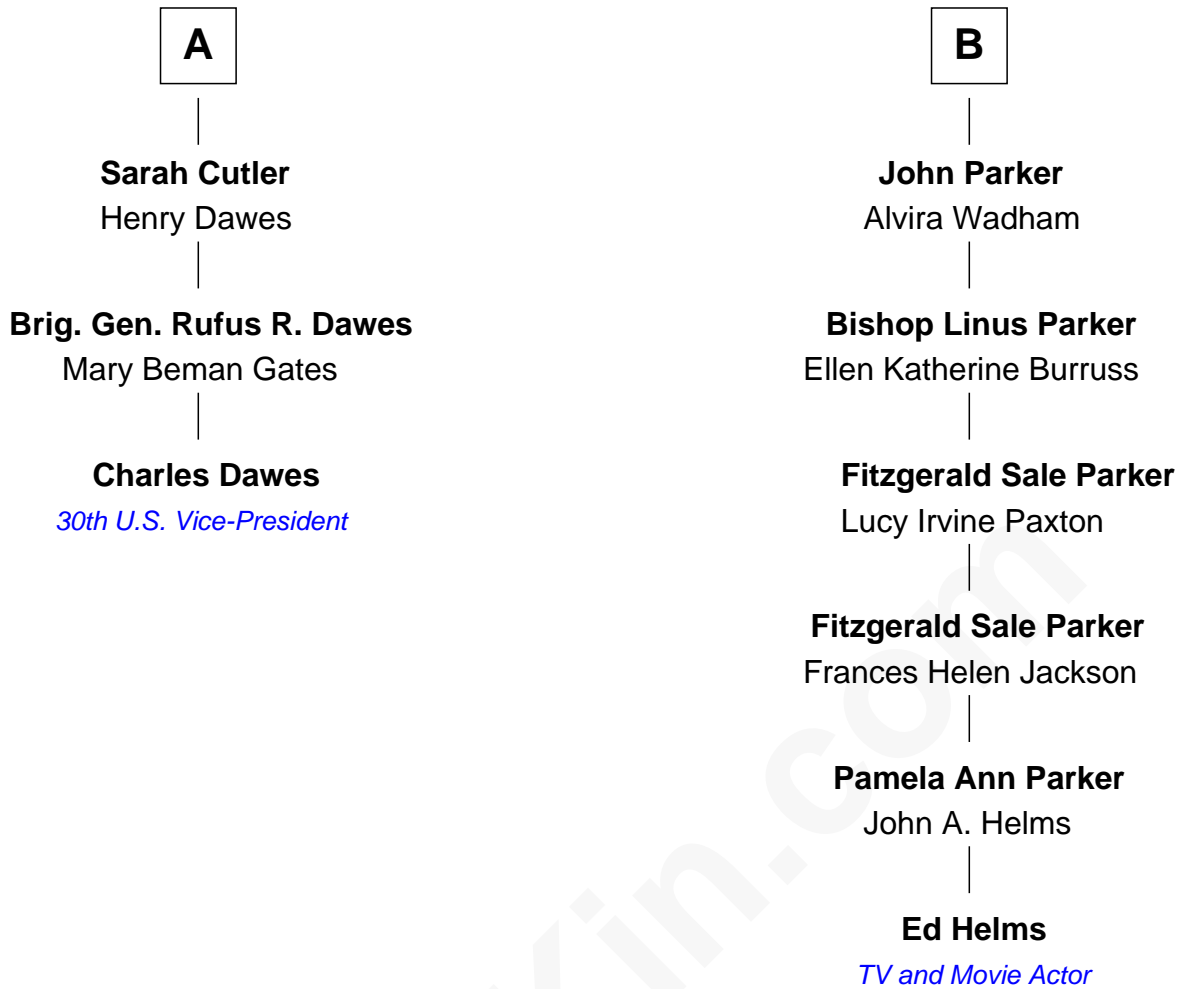 A
Sarah Cutler
Henry Dawes
Brig. Gen. Rufus R. Dawes
Mary Beman Gates
Charles Dawes
30th U.S. Vice-President
B
John Parker
Alvira Wadham
Bishop Linus Parker
Ellen Katherine Burruss
Fitzgerald Sale Parker
Lucy Irvine Paxton
Fitzgerald Sale Parker
Frances Helen Jackson
Pamela Ann Parker
John A. Helms
Ed Helms
TV and Movie Actor
Kin.com